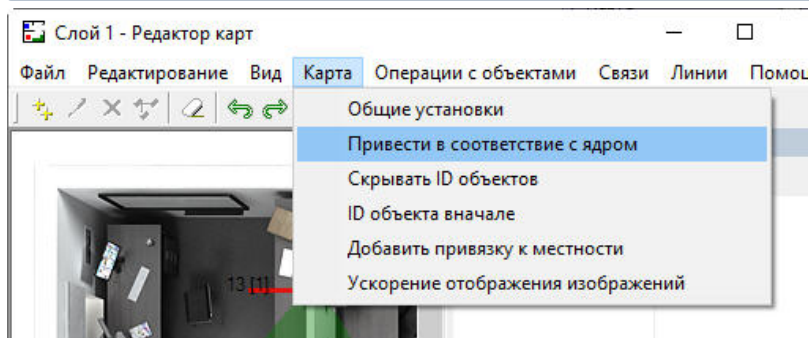 Слой 1 - Редактор карт
Файл Редактирование Вид Карта Операции с объектами Связи Линии
Общие установки
Привести в соответствие с ядром
Скрывать ID объектов
ID объекта вначале
Добавить привязку к местности
Ускорение отображения изображений
13 [1]